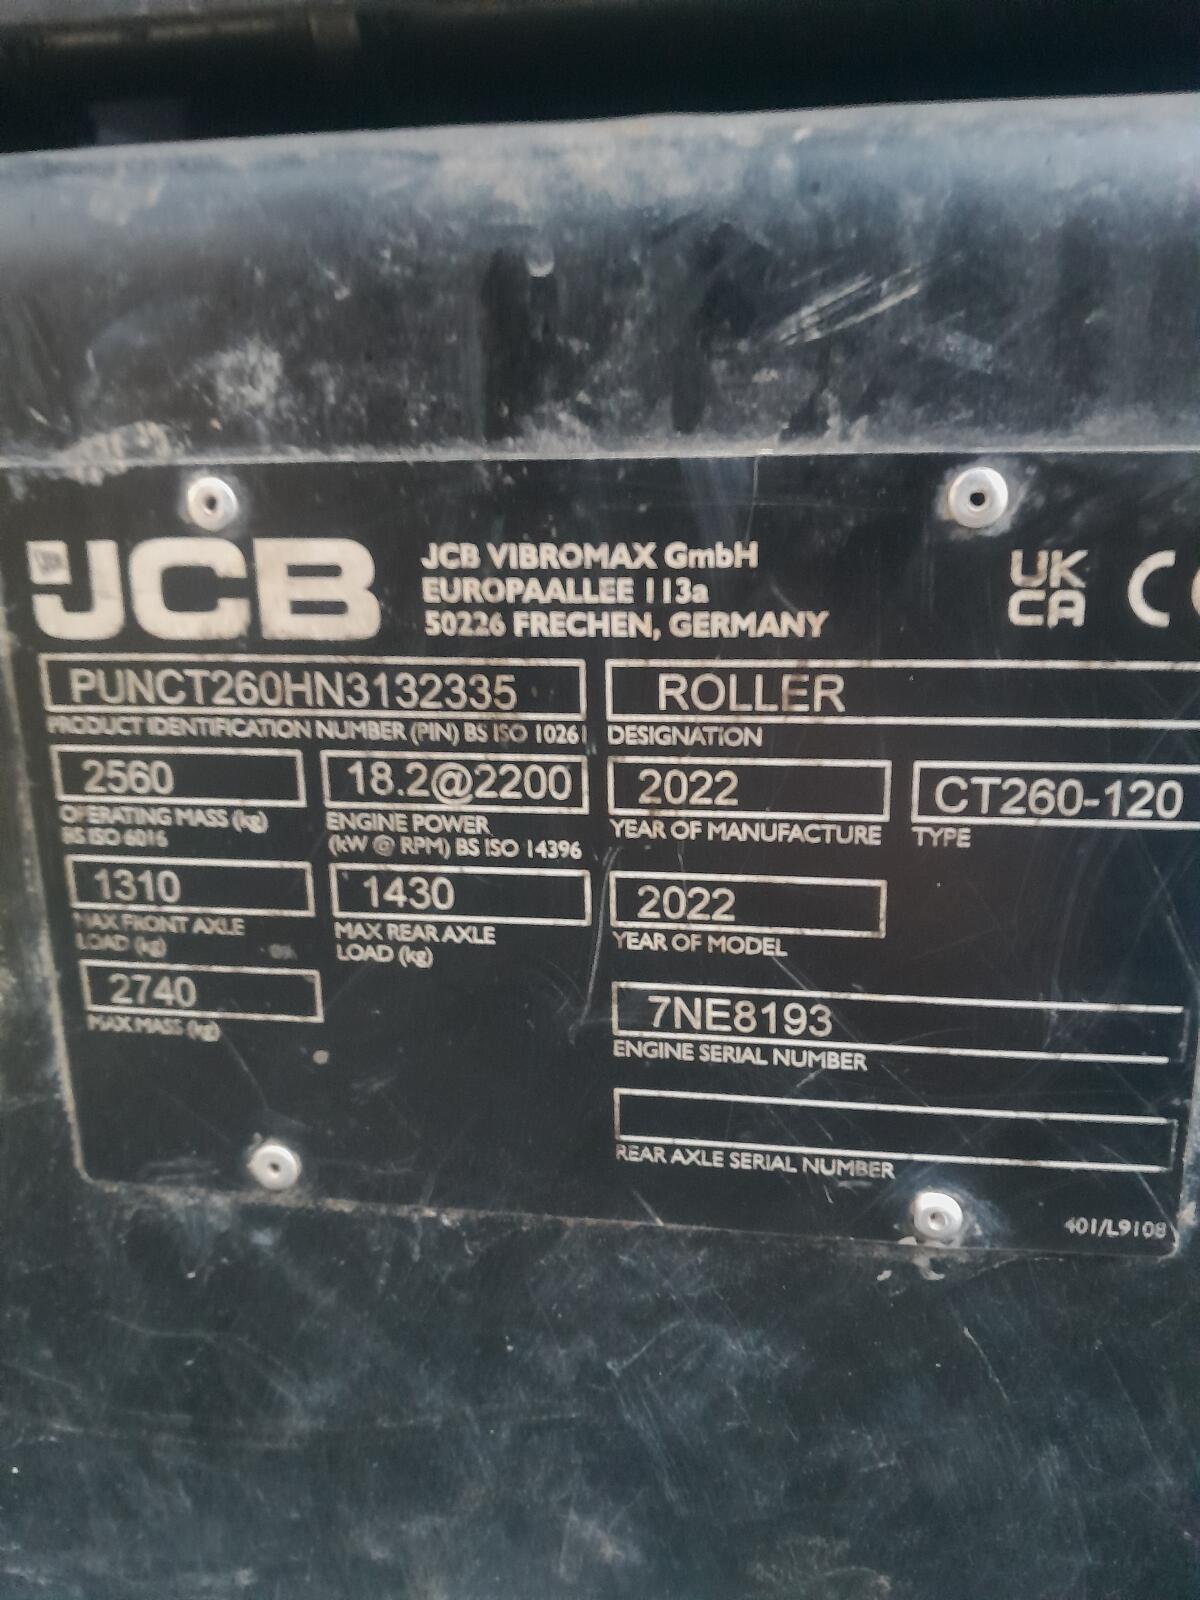 JCB
JCB VIBROMAX GmbH
EUROPAALLEE 113a
50226 FRECHEN, GERMANY
UK
CA
CE
PUNCT260HN3132335
PRODUCT IDENTIFICATION NUMBER (PIN) BS ISO 10261
ROLLER
DESIGNATION
2560
OPERATING MASS (kg)
BS ISO 6016
18.2@2200
ENGINE POWER
(kW @ RPM) BS ISO 14396
2022
YEAR OF MANUFACTURE
CT260-120
TYPE
1310
MAX FRONT AXLE
LOAD (kg)
1430
MAX REAR AXLE
LOAD (kg)
2022
YEAR OF MODEL
2740
MAX MASS (kg)
7NE8193
ENGINE SERIAL NUMBER
REAR AXLE SERIAL NUMBER
401/L9108